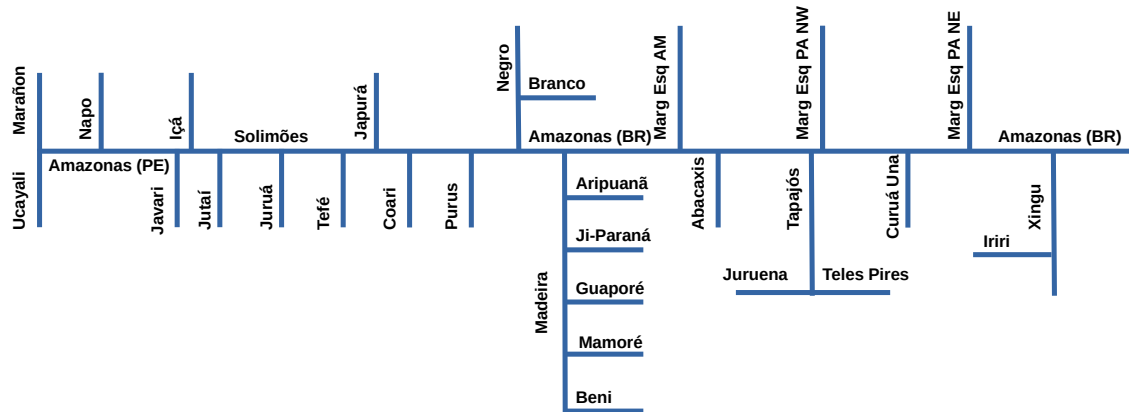 Marañon
Napo
Içá
Solimões
Japurá
Negro
Branco
Amazonas (BR)
Marg Esq AM
Marg Esq PA NW
Marg Esq PA NE
Amazonas (BR)
Ucayali
Amazonas (PE)
Javari
Jutaí
Juruá
Tefé
Coari
Purus
Madeira
Aripuanã
Ji-Paraná
Guaporé
Mamoré
Beni
Abacaxis
Tapajós
Juruena
Teles Pires
Curuá Una
Iriri
Xingu